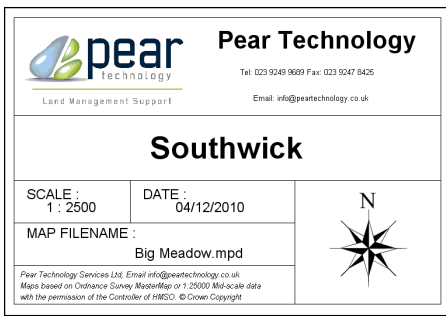 pear
technology
Land Management Support
Pear Technology
Tel: 023 9249 9689 Fax: 023 9247 8425
Email: info@peartechnology.co.uk
Southwick
SCALE :
1 : 2500
DATE :
04/12/2010
MAP FILENAME :
Big Meadow.mpd
N
Pear Technology Services Ltd; Email info@peartechnology.co.uk
Maps based on Ordnance Survey MasterMap or 1:25000 Mid-scale data
with the permission of the Controller of HMSO. © Crown Copyright